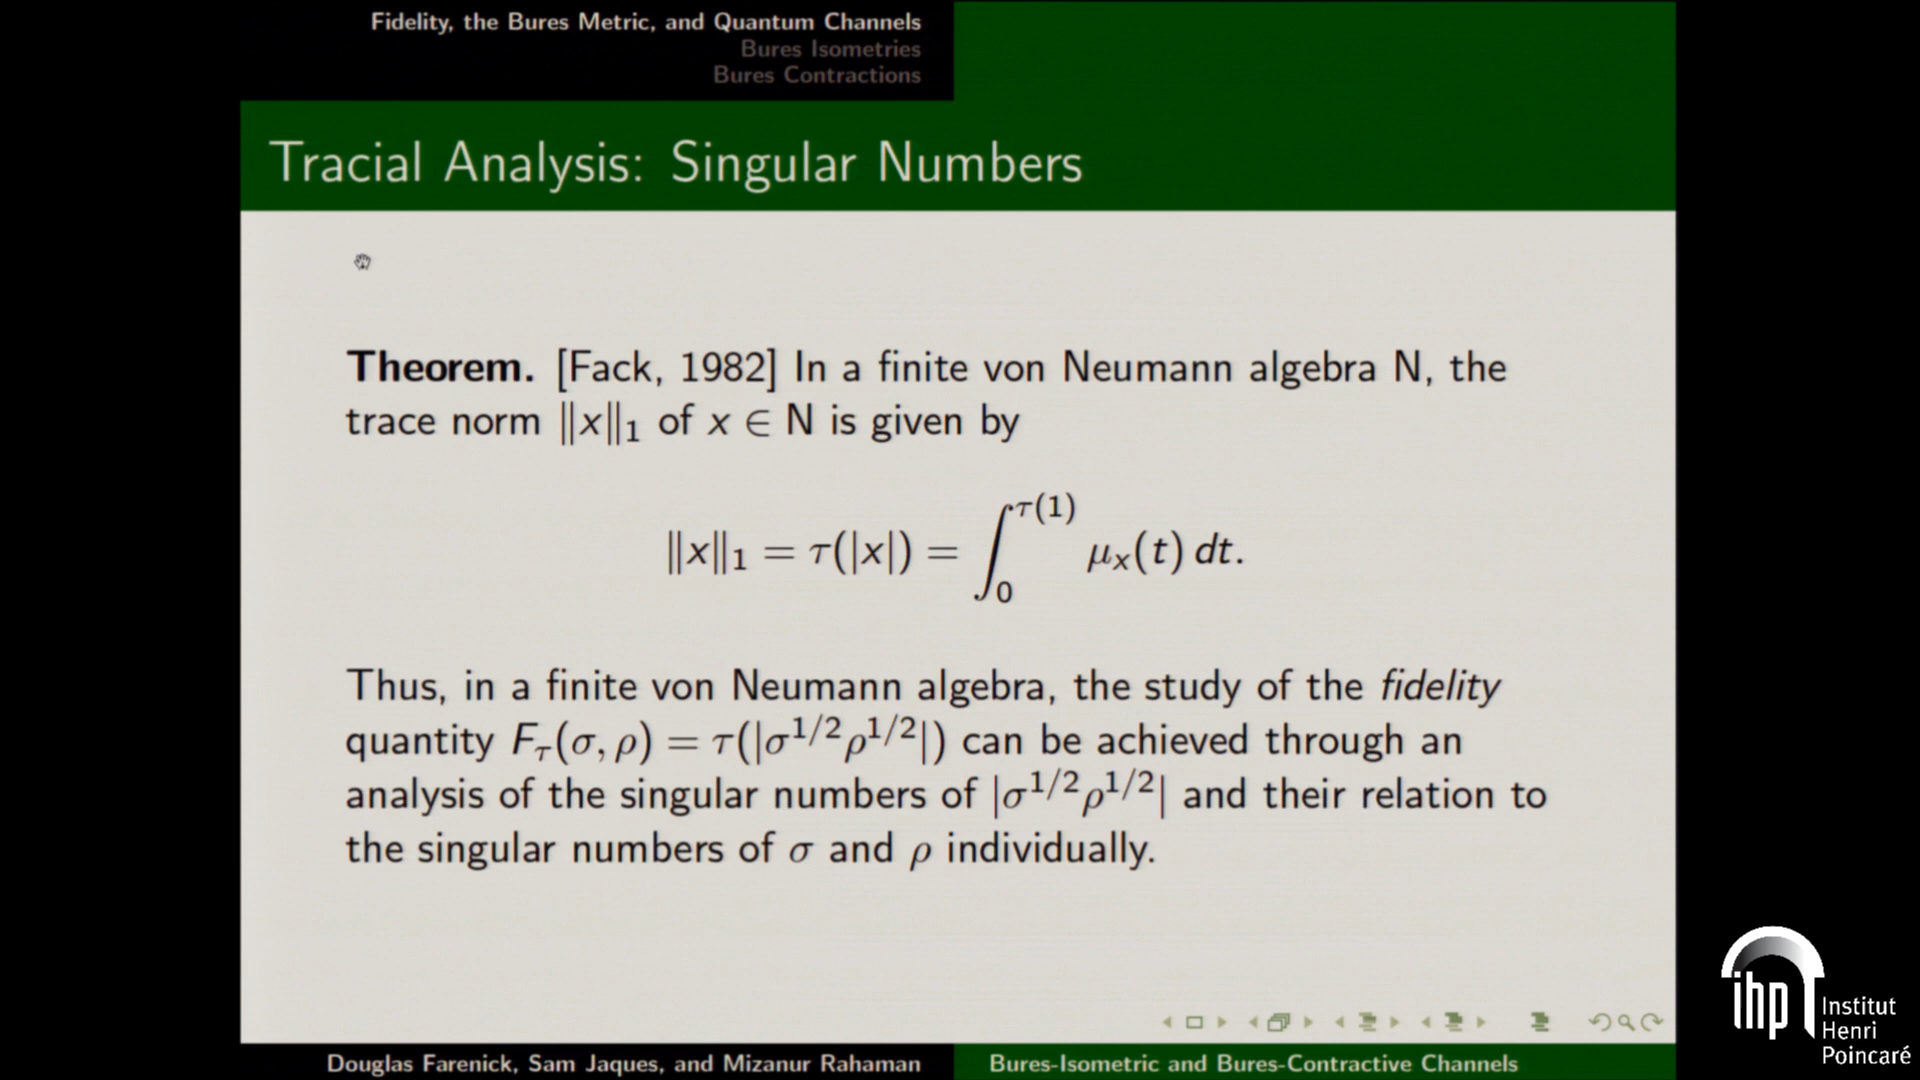 Fidelity, the Bures Metric, and Quantum Channels
Bures Isometries
Bures Contractions
Tracial Analysis: Singular Numbers
Theorem. [Fack, 1982] In a finite von Neumann algebra N, the
trace norm ‖x‖₁ of x ∈ N is given by
‖x‖₁ = τ(|x|) = ∫₀^τ(1) μₓ(t) dt.
Thus, in a finite von Neumann algebra, the study of the fidelity
quantity F_τ(σ, ρ) = τ(|σ^1/2ρ^1/2|) can be achieved through an
analysis of the singular numbers of |σ^1/2ρ^1/2| and their relation to
the singular numbers of σ and ρ individually.
Douglas Farenick, Sam Jaques, and Mizanur Rahaman
Bures-Isometric and Bures-Contractive Channels
ihp
Institut
Henri
Poincaré